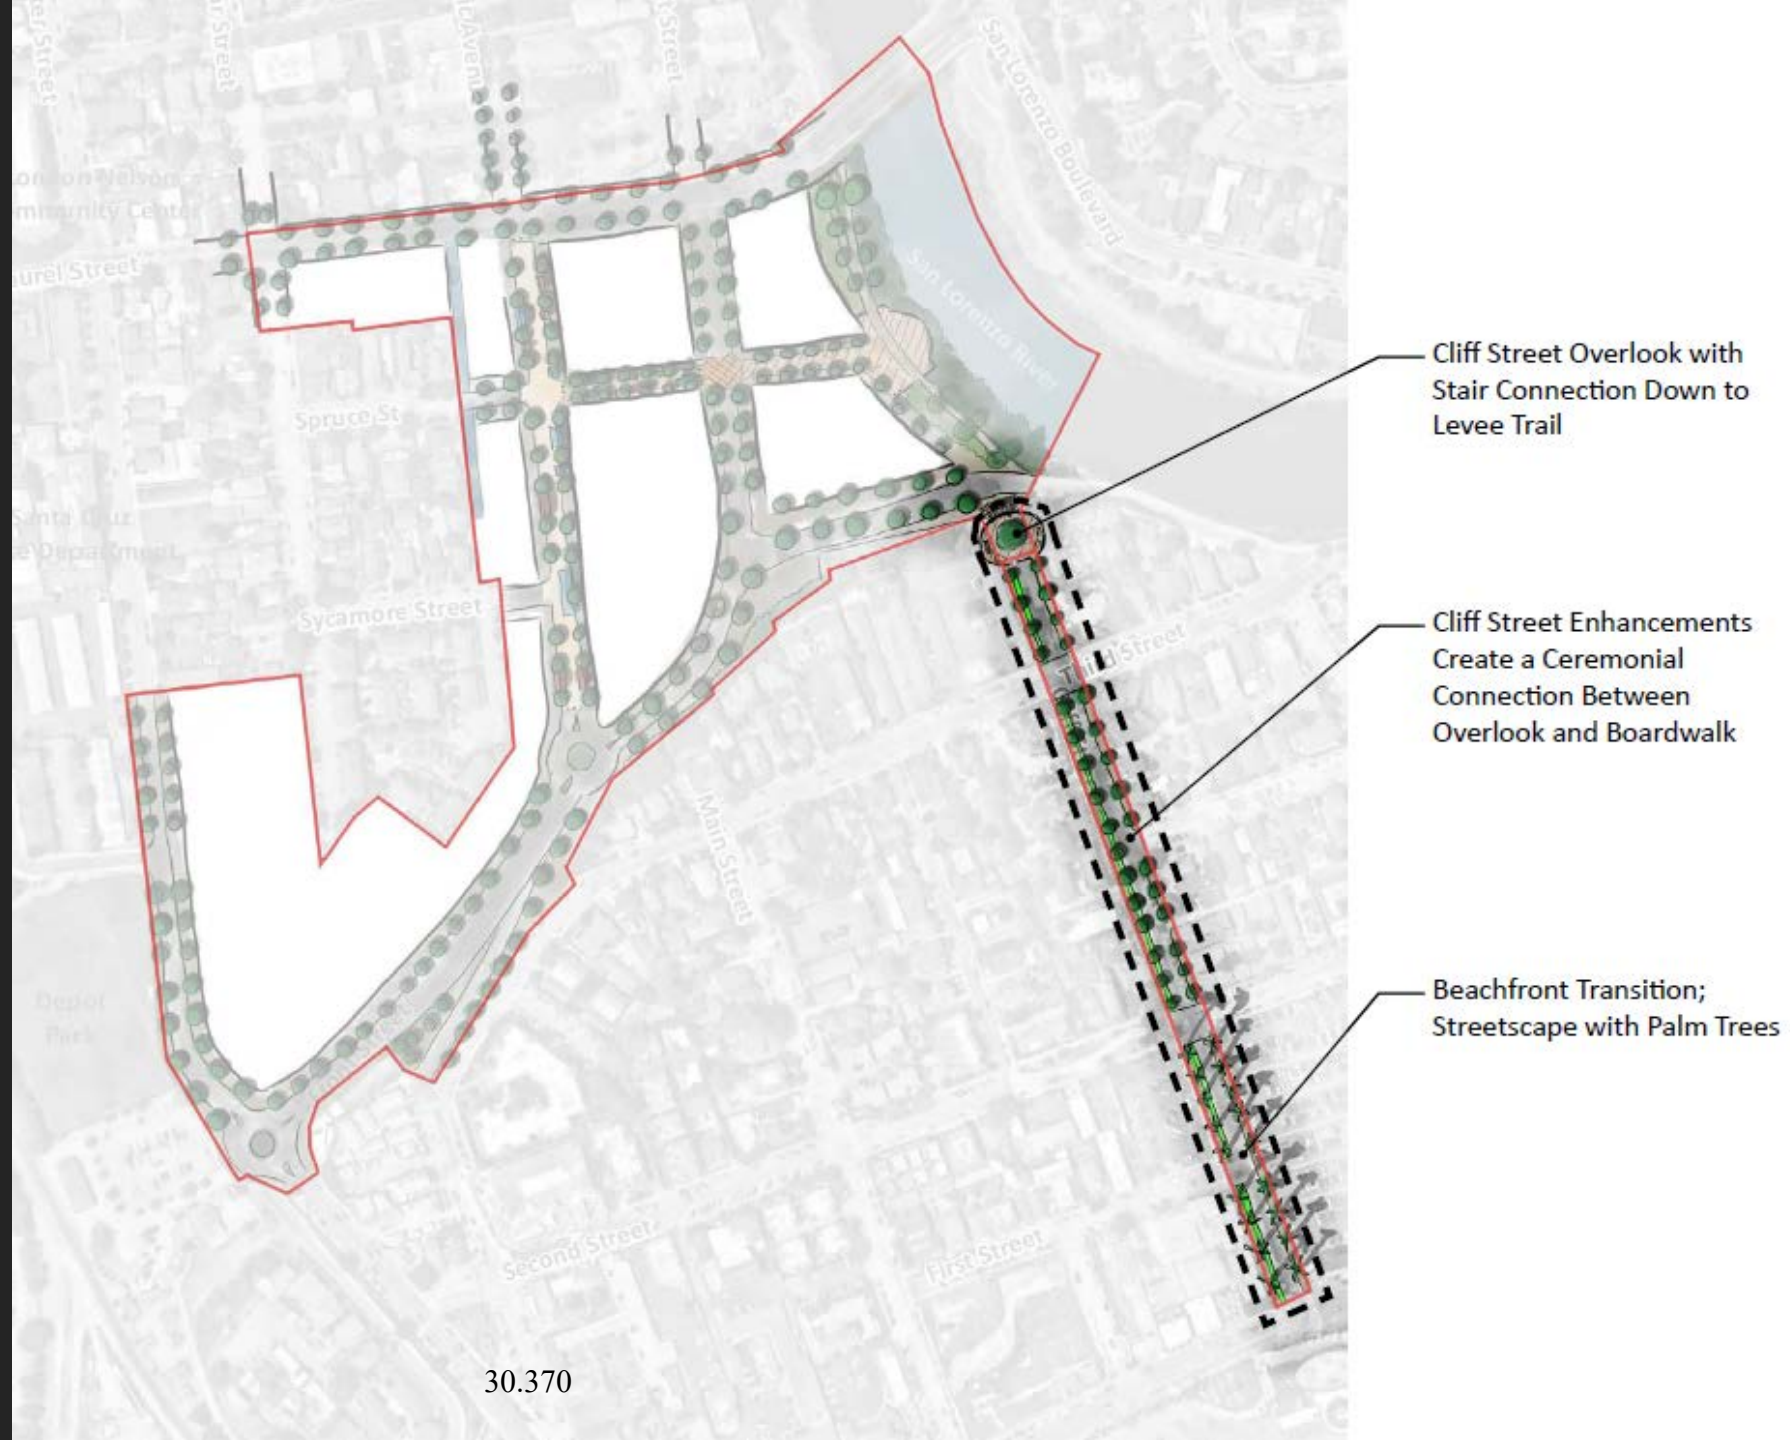 San Lorenzo Boulevard
Laurel Street
San Lorenzo River
Spruce St
Sycamore Street
Third Street
Main Street
Depot
Park
Second Street
First Street
Cliff Street Overlook with
Stair Connection Down to
Levee Trail
Cliff Street Enhancements
Create a Ceremonial
Connection Between
Overlook and Boardwalk
Beachfront Transition;
Streetscape with Palm Trees
30.370